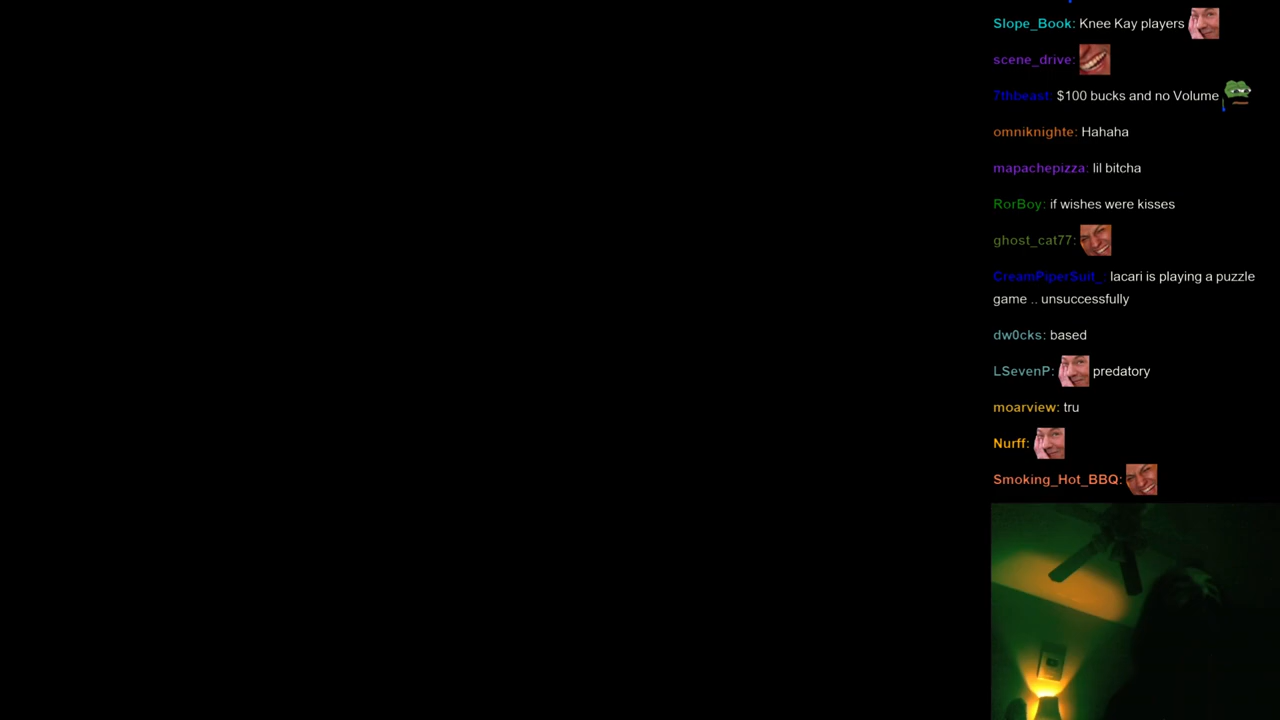 Slope_Book: Knee Kay players
scene_drive:
7thbeast: $100 bucks and no Volume
omniknighte: Hahaha
mapachepizza: lil bitcha
RorBoy: if wishes were kisses
ghost_cat77:
CreamPiperSuit_: lacari is playing a puzzle
game .. unsuccessfully
dw0cks: based
LSevenP: predatory
moarview: tru
Nurff:
Smoking_Hot_BBQ: